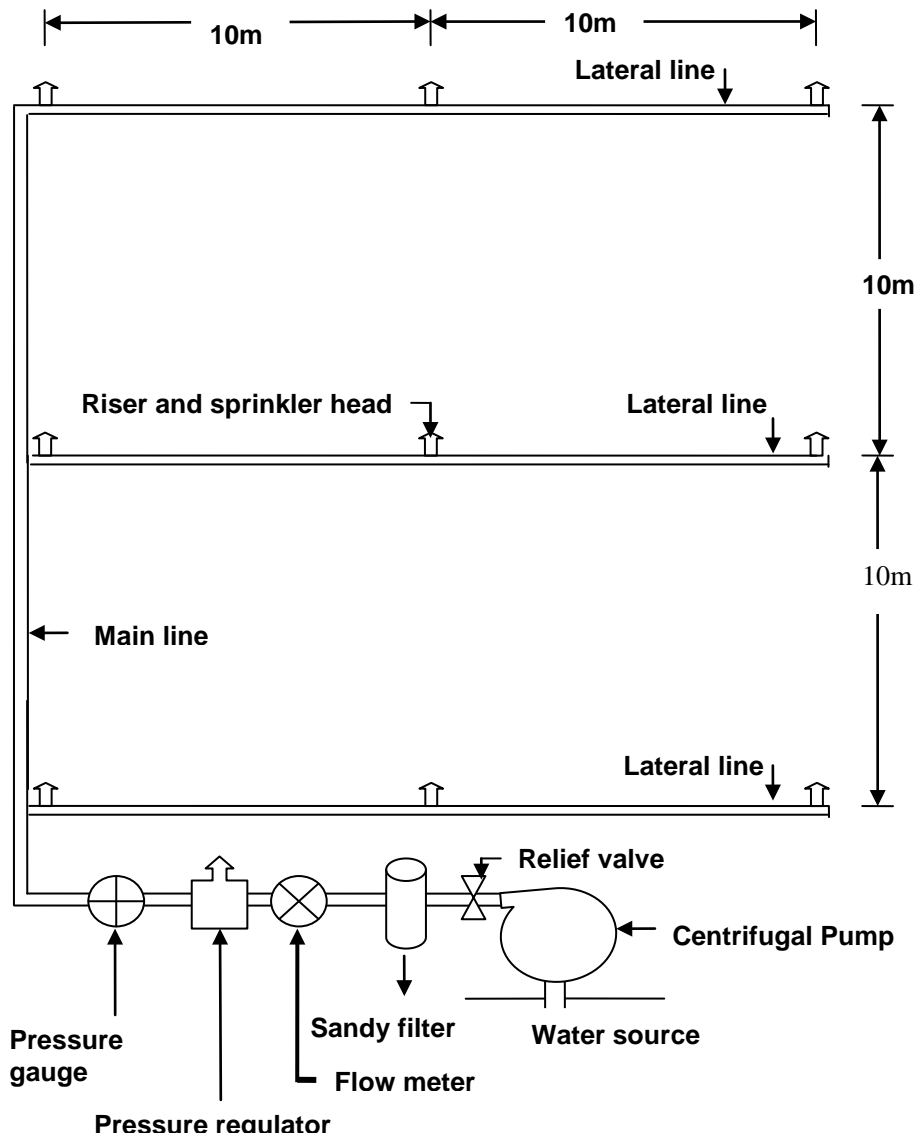 10m
10m
Lateral line
10m
Riser and sprinkler head
Lateral line
10m
Main line
Lateral line
Relief valve
Centrifugal Pump
Sandy filter
Water source
Pressure
gauge
Flow meter
Pressure regulator